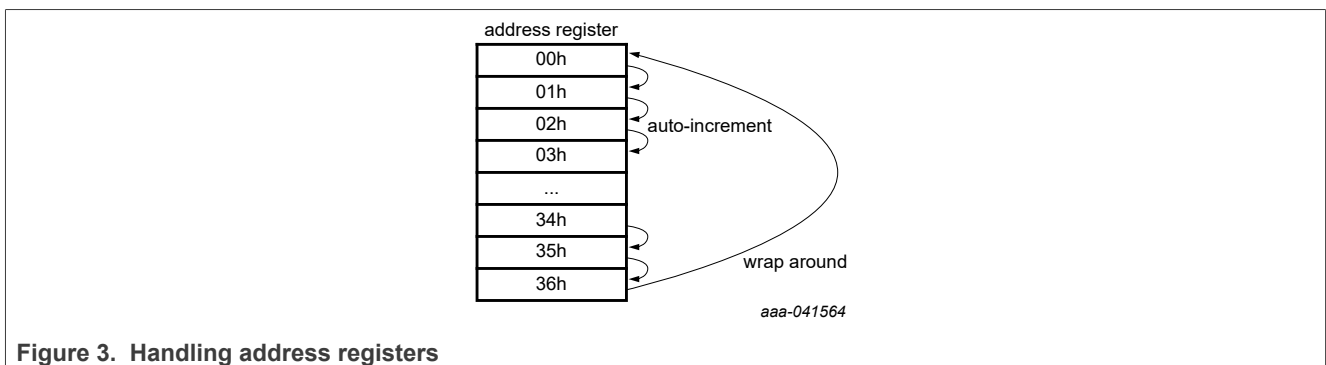 address register
00h
01h
02h
auto-increment
03h
...
34h
35h
wrap around
36h
aaa-041564
Figure 3. Handling address registers